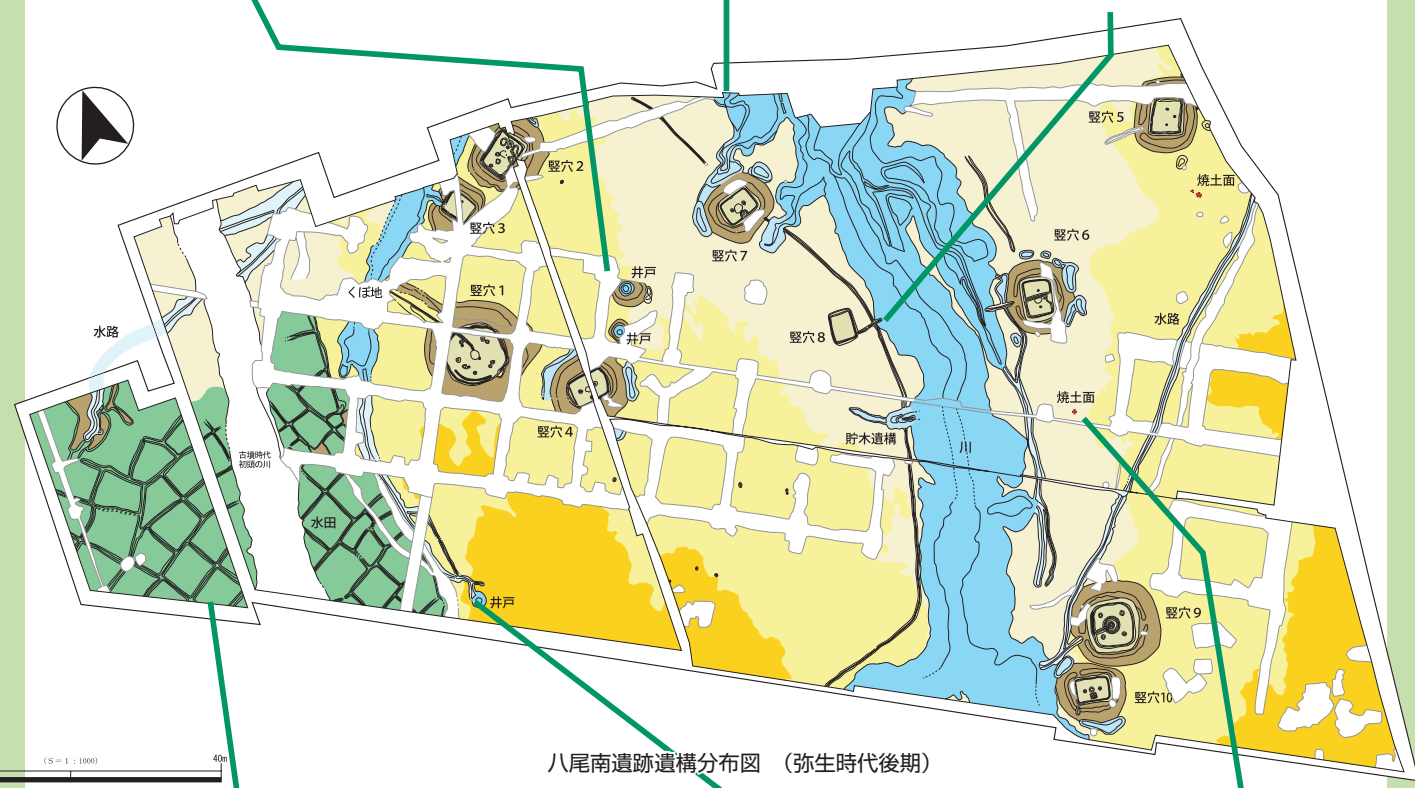 竪穴5
竪穴2
焼土面
竪穴3
竪穴6
竪穴7
井戸
竪穴1
くぼ地
水路
水路
井戸
竪穴8
焼土面
竪穴4
貯木遺構
川
古墳時代
初頭の川
水田
井戸
竪穴9
竪穴10
(S=1:1000)
40m
八尾南遺跡遺構分布図 (弥生時代後期)